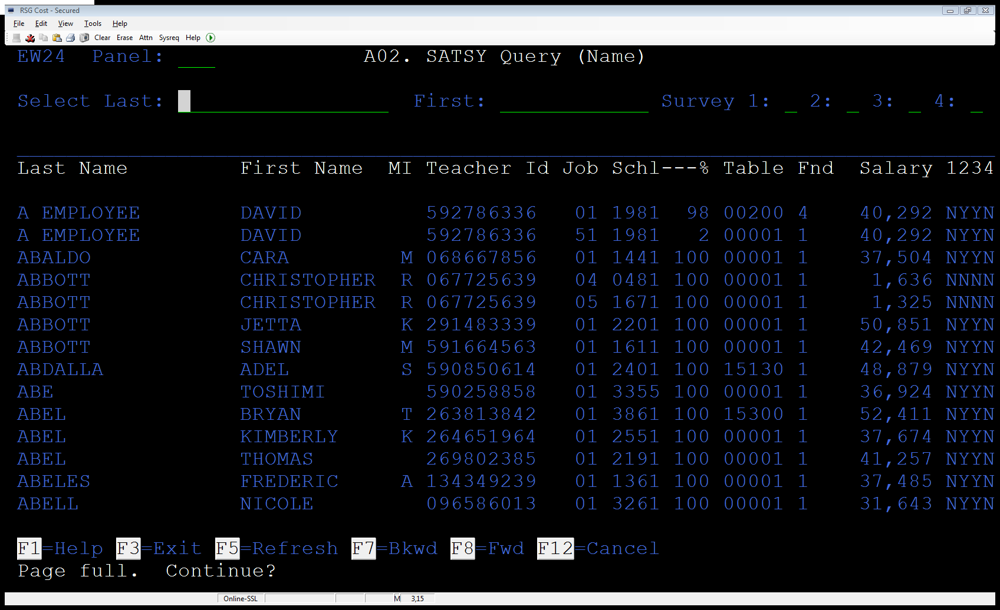 RSG Cost - Secured
File Edit View Tools Help
Clear Erase Attn Sysreq Help
EW24 Panel: ____ A02. SATSY Query (Name)
Select Last: _________________ First: ____________ Survey 1: _ 2: _ 3: _ 4: _
Last Name First Name MI Teacher Id Job Schl---% Table Fnd Salary 1234
A EMPLOYEE DAVID 592786336 01 1981 98 00200 4 40,292 NYYN
A EMPLOYEE DAVID 592786336 51 1981 2 00001 1 40,292 NYYN
ABALDO CARA M 068667856 01 1441 100 00001 1 37,504 NYYN
ABBOTT CHRISTOPHER R 067725639 04 0481 100 00001 1 1,636 NNNN
ABBOTT CHRISTOPHER R 067725639 05 1671 100 00001 1 1,325 NNNN
ABBOTT JETTA K 291483339 01 2201 100 00001 1 50,851 NYYN
ABBOTT SHAWN M 591664563 01 1611 100 00001 1 42,469 NYYN
ABDALLA ADEL S 590850614 01 2401 100 15130 1 48,879 NYYN
ABE TOSHIMI 590258858 01 3355 100 00001 1 36,924 NYYN
ABEL BRYAN T 263813842 01 3861 100 15300 1 52,411 NYYN
ABEL KIMBERLY K 264651964 01 2551 100 00001 1 37,674 NYYN
ABEL THOMAS 269802385 01 2191 100 00001 1 41,257 NYYN
ABELES FREDERIC A 134349239 01 1361 100 00001 1 37,485 NYYN
ABELL NICOLE 096586013 01 3261 100 00001 1 31,643 NYYN
F1=Help F3=Exit F5=Refresh F7=Bkwd F8=Fwd F12=Cancel
Page full. Continue?
Online-SSL M 3,15